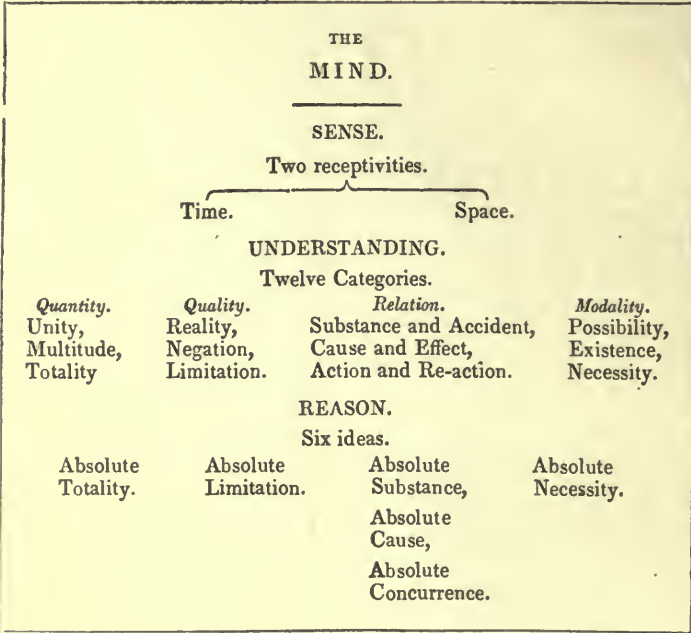 THE
MIND.
SENSE.
Two receptivities.
Time. Space.
UNDERSTANDING.
Twelve Categories.
Quantity. Quality. Relation. Modality.
Unity, Reality, Substance and Accident, Possibility,
Multitude, Negation, Cause and Effect, Existence,
Totality Limitation. Action and Re-action. Necessity.
REASON.
Six ideas.
Absolute Absolute Absolute Absolute
Totality. Limitation. Substance, Necessity.
Absolute
Cause,
Absolute
Concurrence.